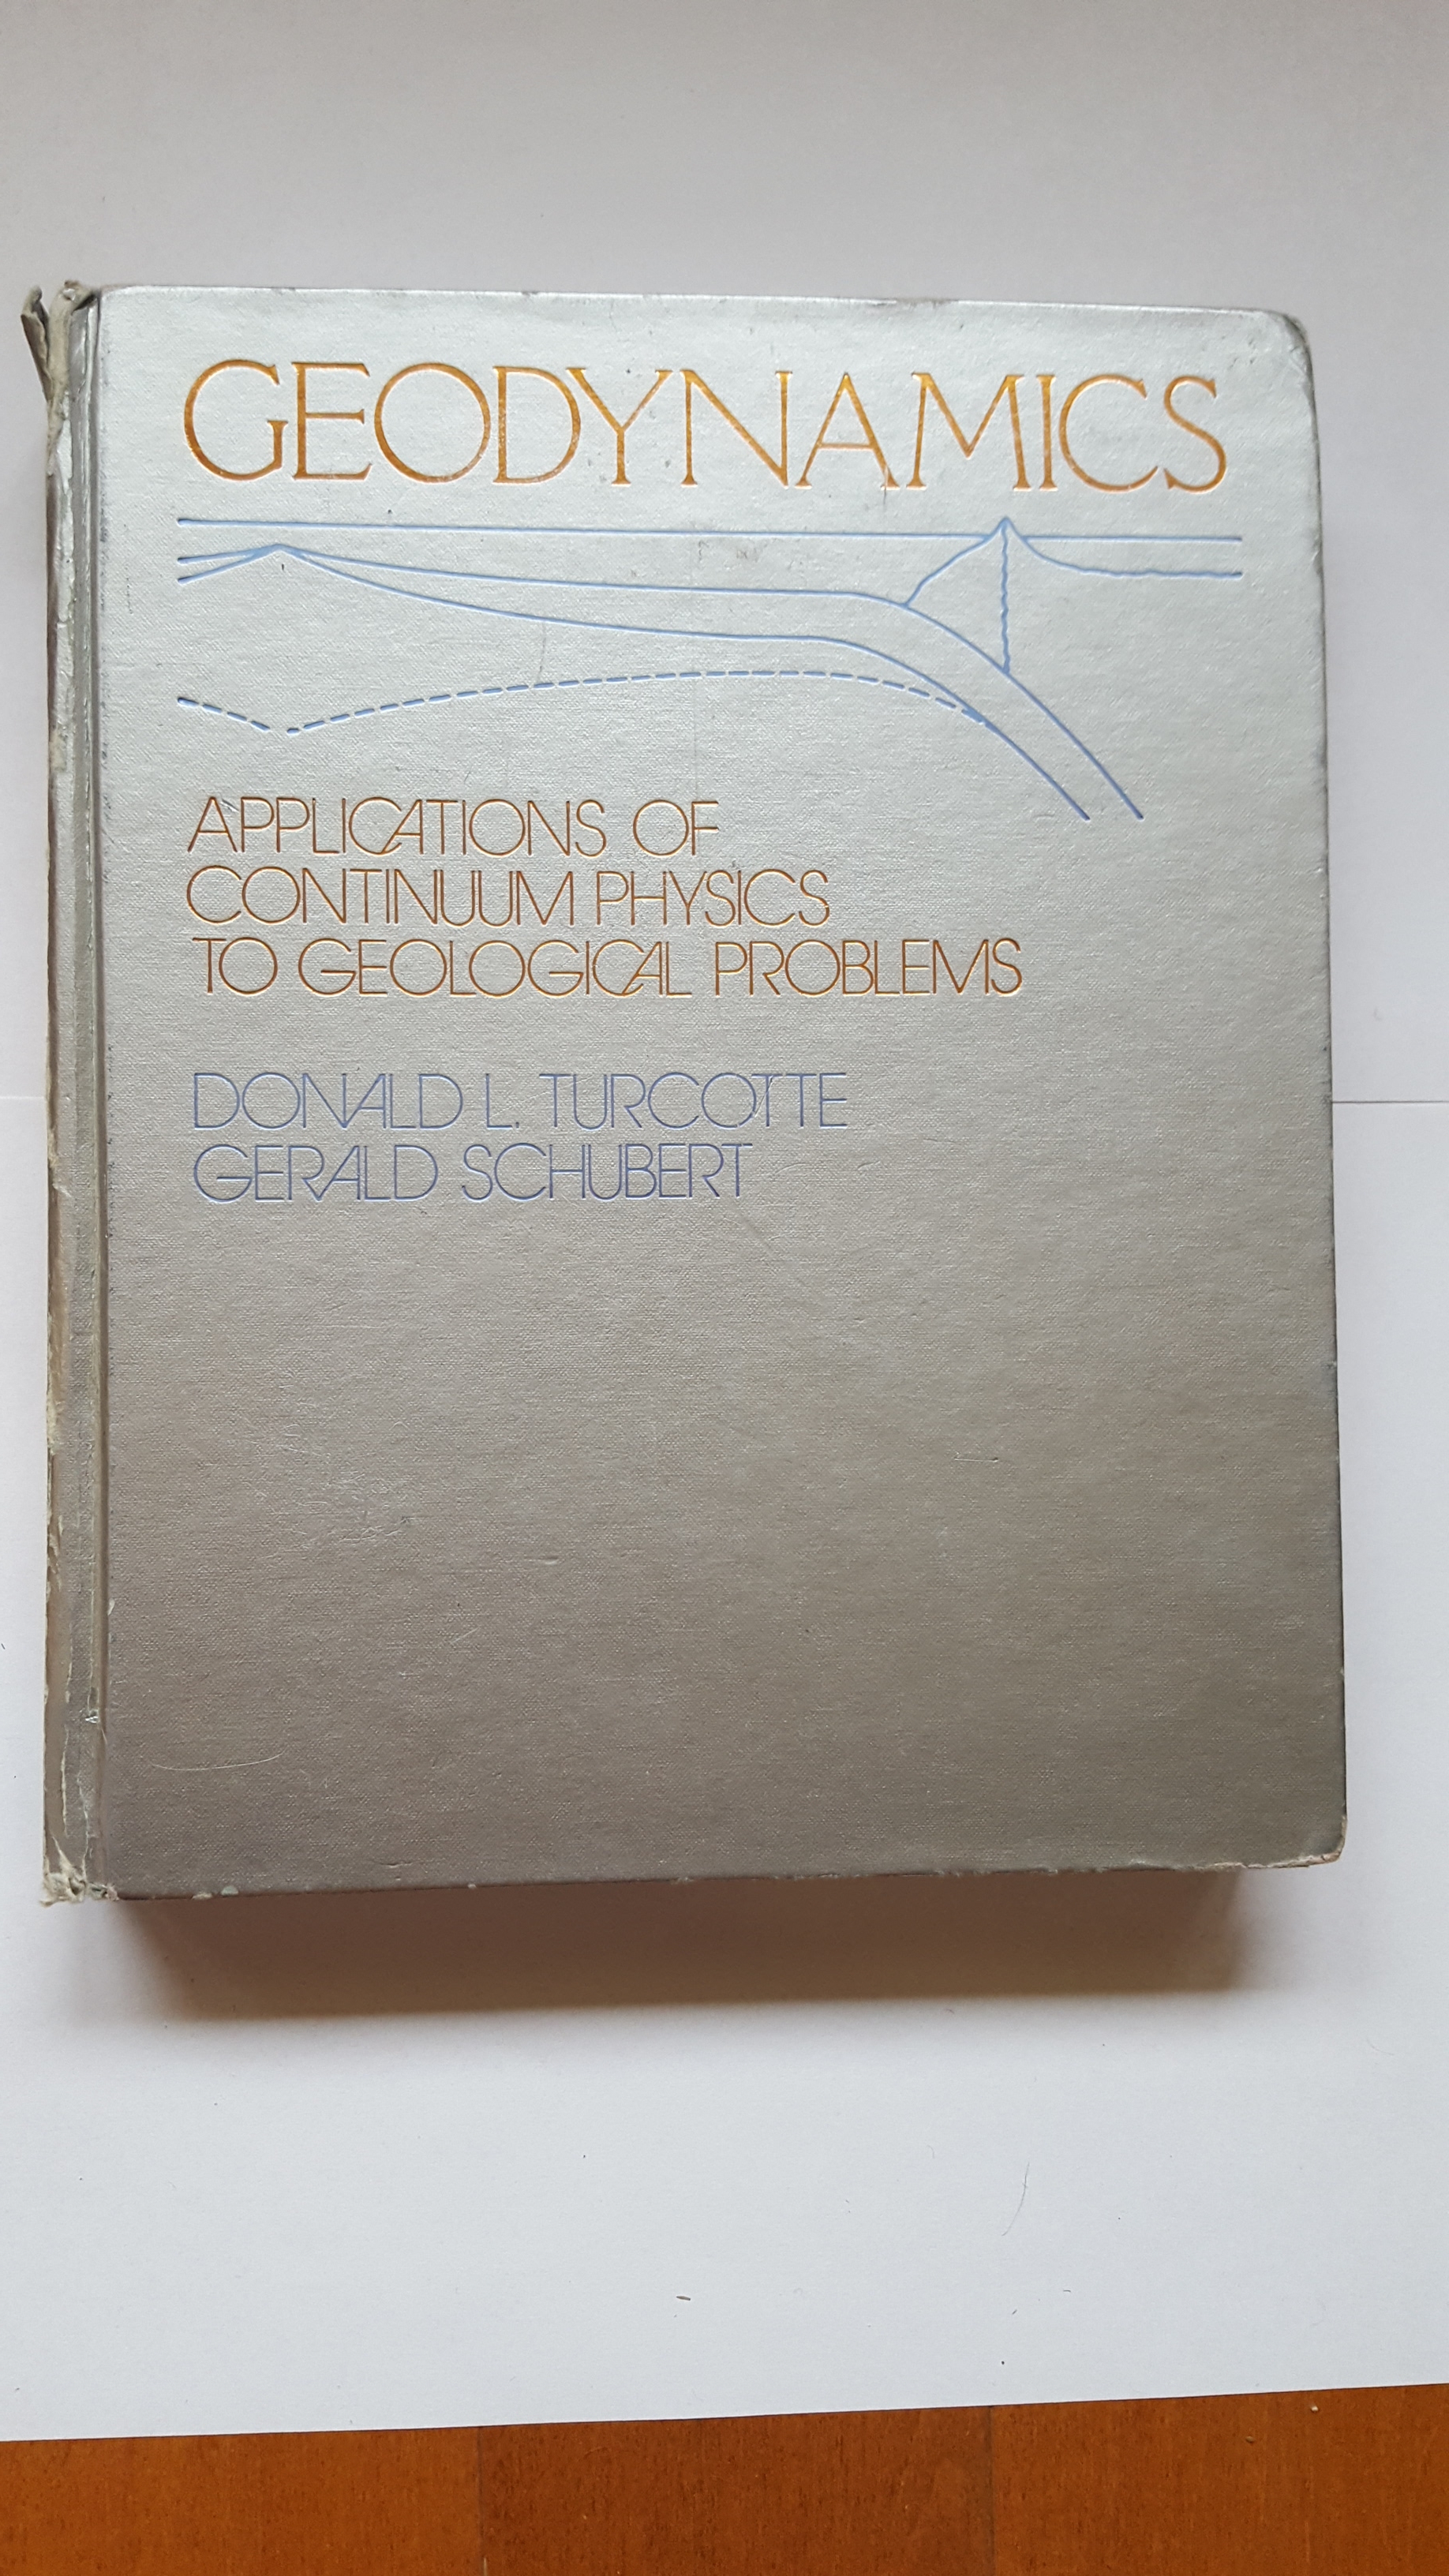 GEODYNAMICS
APPLICATIONS OF
CONTINUUM PHYSICS
TO GEOLOGICAL PROBLEMS
DONALD L. TURCOTTE
GERALD SCHUBERT